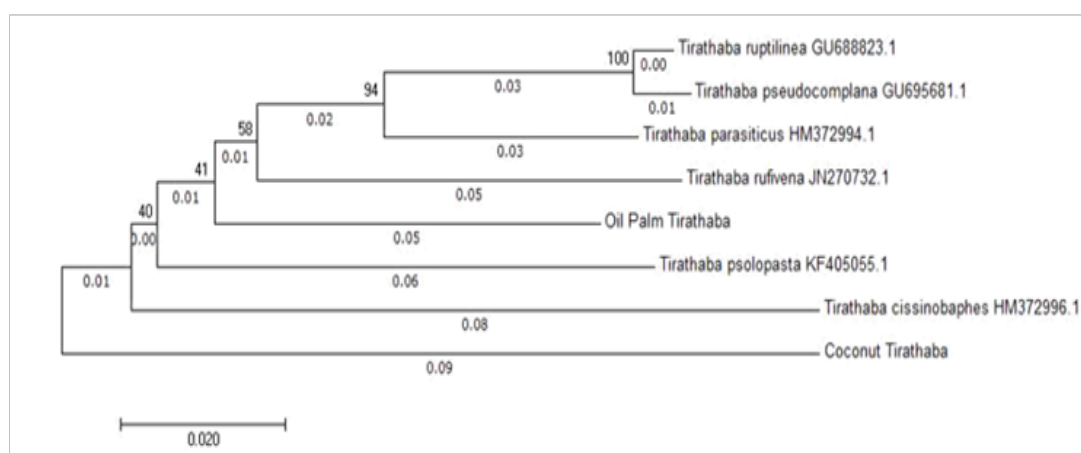 Tirathaba ruptilinea GU688823.1
100
0.00
94
0.03
Tirathaba pseudocomplana GU695681.1
0.01
0.02
58
Tirathaba parasiticus HM372994.1
0.03
0.01
41
Tirathaba rufivena JN270732.1
0.05
0.01
40
Oil Palm Tirathaba
0.05
0.00
Tirathaba psolopasta KF405055.1
0.06
0.01
Tirathaba cissinobaphes HM372996.1
0.08
Coconut Tirathaba
0.09
0.020